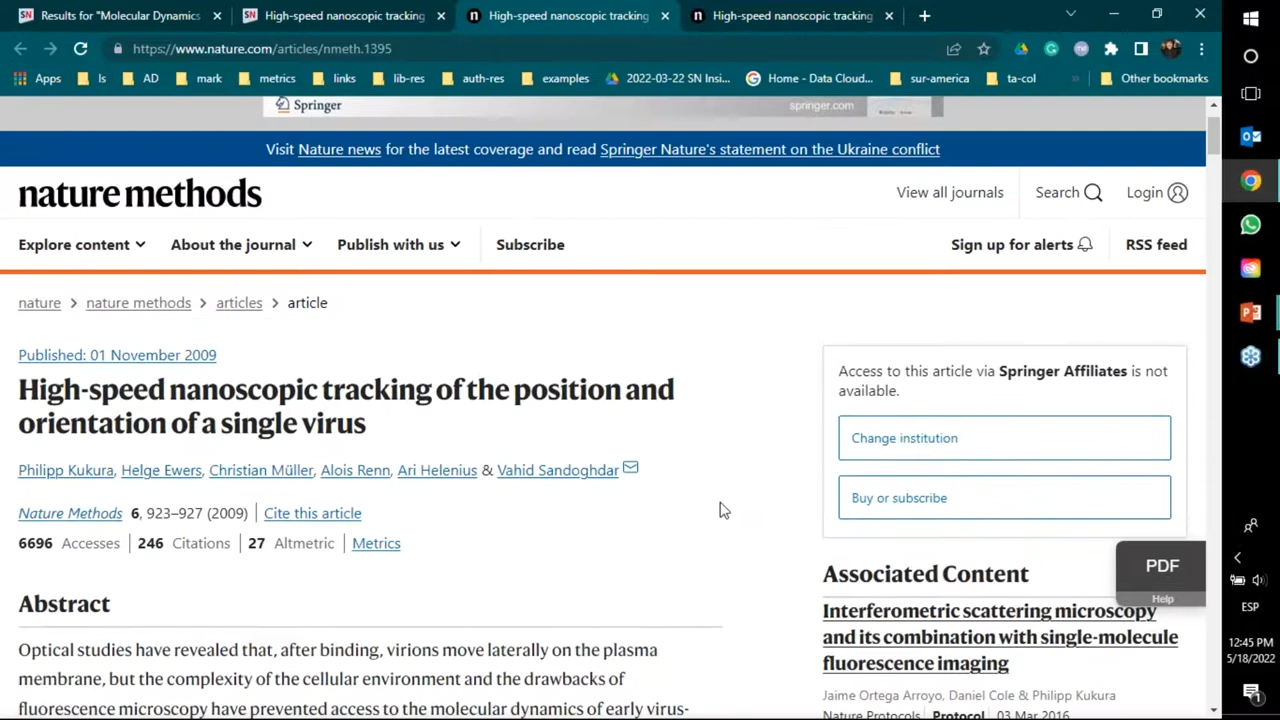 Results for "Molecular Dynamics
High-speed nanoscopic tracking
High-speed nanoscopic tracking
High-speed nanoscopic tracking
https://www.nature.com/articles/nmeth.1395
Apps ls AD mark metrics links lib-res auth-res examples 2022-03-22 SN Insi... Home - Data Cloud... sur-america ta-col » Other bookmarks
Springer springer.com
Visit Nature news for the latest coverage and read Springer Nature's statement on the Ukraine conflict
nature methods
View all journals Search Login
Explore content About the journal Publish with us Subscribe Sign up for alerts RSS feed
nature > nature methods > articles > article
Published: 01 November 2009
High-speed nanoscopic tracking of the position and
orientation of a single virus
Philipp Kukura, Helge Ewers, Christian Müller, Alois Renn, Ari Helenius & Vahid Sandoghdar
Nature Methods 6, 923–927 (2009) Cite this article
6696 Accesses 246 Citations 27 Altmetric Metrics
Abstract
Optical studies have revealed that, after binding, virions move laterally on the plasma
membrane, but the complexity of the cellular environment and the drawbacks of
fluorescence microscopy have prevented access to the molecular dynamics of early virus-
Access to this article via Springer Affiliates is not
available.
Change institution
Buy or subscribe
PDF
Help
Associated Content
Interferometric scattering microscopy
and its combination with single-molecule
fluorescence imaging
Jaime Ortega Arroyo, Daniel Cole & Philipp Kukura
Nature Protocols Protocol 03 Mar 2016
ESP
12:45 PM
5/18/2022
1